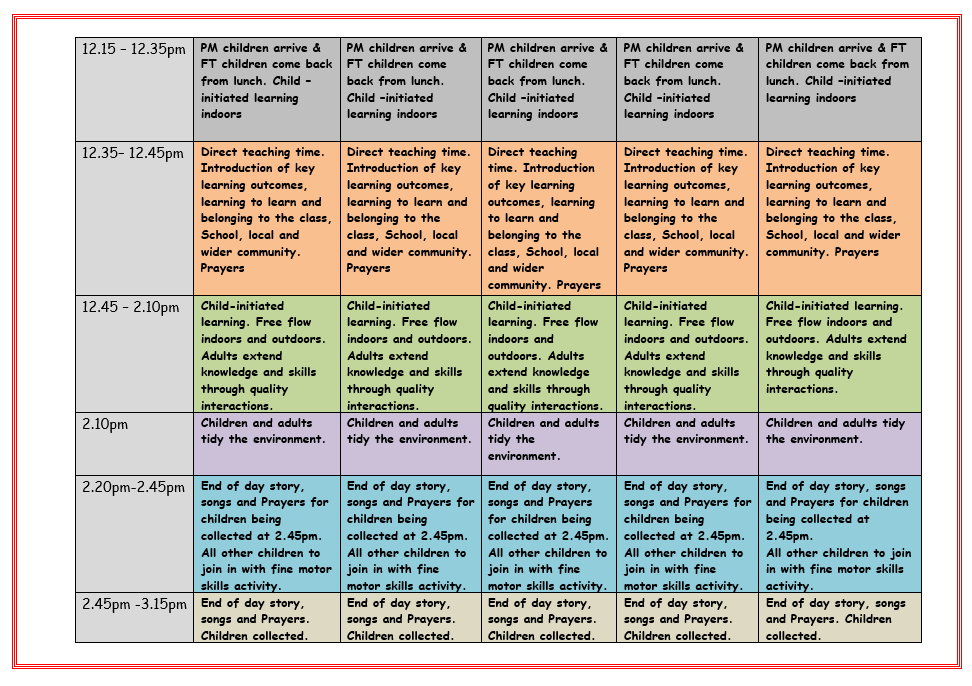 12.15 – 12.35pm
PM children arrive &
FT children come back
from lunch. Child –
initiated learning
indoors
PM children arrive &
FT children come
back from lunch.
Child –initiated
learning indoors
PM children arrive &
FT children come
back from lunch.
Child –initiated
learning indoors
PM children arrive &
FT children come
back from lunch.
Child –initiated
learning indoors
PM children arrive & FT
children come back from
lunch. Child –initiated
learning indoors
12.35– 12.45pm
Direct teaching time.
Introduction of key
learning outcomes,
learning to learn and
belonging to the class,
School, local and
wider community.
Prayers
Direct teaching time.
Introduction of key
learning outcomes,
learning to learn and
belonging to the
class, School, local
and wider community.
Prayers
Direct teaching
time. Introduction
of key learning
outcomes, learning
to learn and
belonging to the
class, School, local
and wider
community. Prayers
Direct teaching time.
Introduction of key
learning outcomes,
learning to learn and
belonging to the
class, School, local
and wider community.
Prayers
Direct teaching time.
Introduction of key
learning outcomes,
learning to learn and
belonging to the class,
School, local and wider
community. Prayers
12.45 – 2.10pm
Child-initiated
learning. Free flow
indoors and outdoors.
Adults extend
knowledge and skills
through quality
interactions.
Child-initiated
learning. Free flow
indoors and outdoors.
Adults extend
knowledge and skills
through quality
interactions.
Child-initiated
learning. Free flow
indoors and
outdoors. Adults
extend knowledge
and skills through
quality interactions.
Child-initiated
learning. Free flow
indoors and outdoors.
Adults extend
knowledge and skills
through quality
interactions.
Child-initiated learning.
Free flow indoors and
outdoors. Adults extend
knowledge and skills
through quality
interactions.
2.10pm
Children and adults
tidy the environment.
Children and adults
tidy the environment.
Children and adults
tidy the
environment.
Children and adults
tidy the environment.
Children and adults tidy
the environment.
2.20pm-2.45pm
End of day story,
songs and Prayers for
children being
collected at 2.45pm.
All other children to
join in with fine motor
skills activity.
End of day story,
songs and Prayers for
children being
collected at 2.45pm.
All other children to
join in with fine
motor skills activity.
End of day story,
songs and Prayers
for children being
collected at 2.45pm.
All other children to
join in with fine
motor skills activity.
End of day story,
songs and Prayers for
children being
collected at 2.45pm.
All other children to
join in with fine
motor skills activity.
End of day story, songs
and Prayers for children
being collected at
2.45pm.
All other children to join
in with fine motor skills
activity.
2.45pm -3.15pm
End of day story,
songs and Prayers.
Children collected.
End of day story,
songs and Prayers.
Children collected.
End of day story,
songs and Prayers.
Children collected.
End of day story,
songs and Prayers.
Children collected.
End of day story, songs
and Prayers. Children
collected.